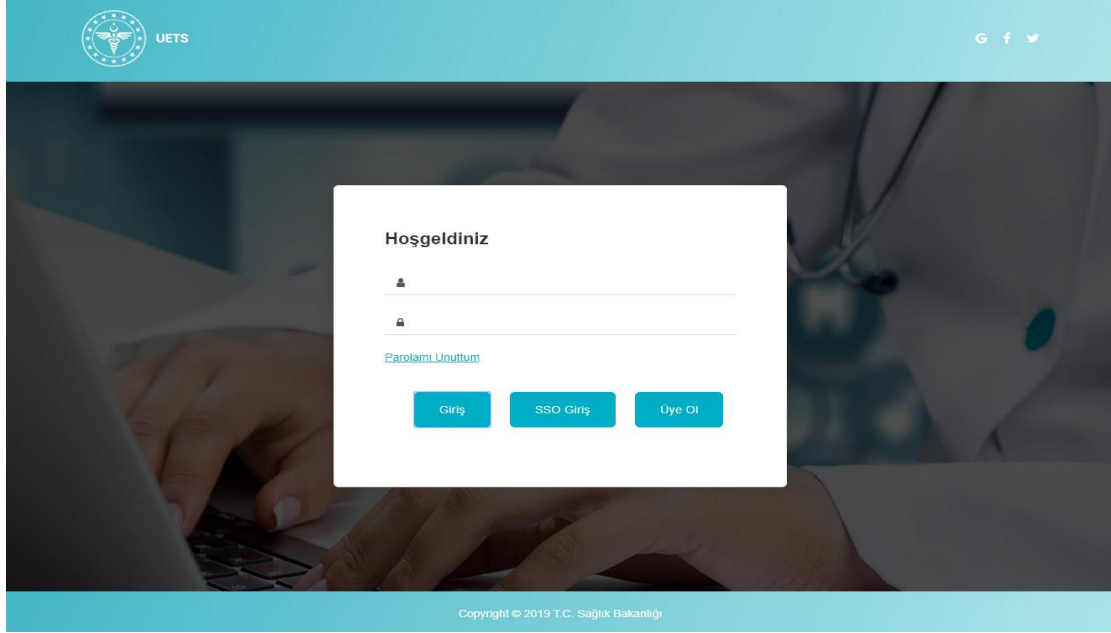 UETS
Hoşgeldiniz
Parolamı Unuttum
Giriş
SSO Giriş
Üye Ol
Copyright © 2019 T.C. Sağlık Bakanlığı